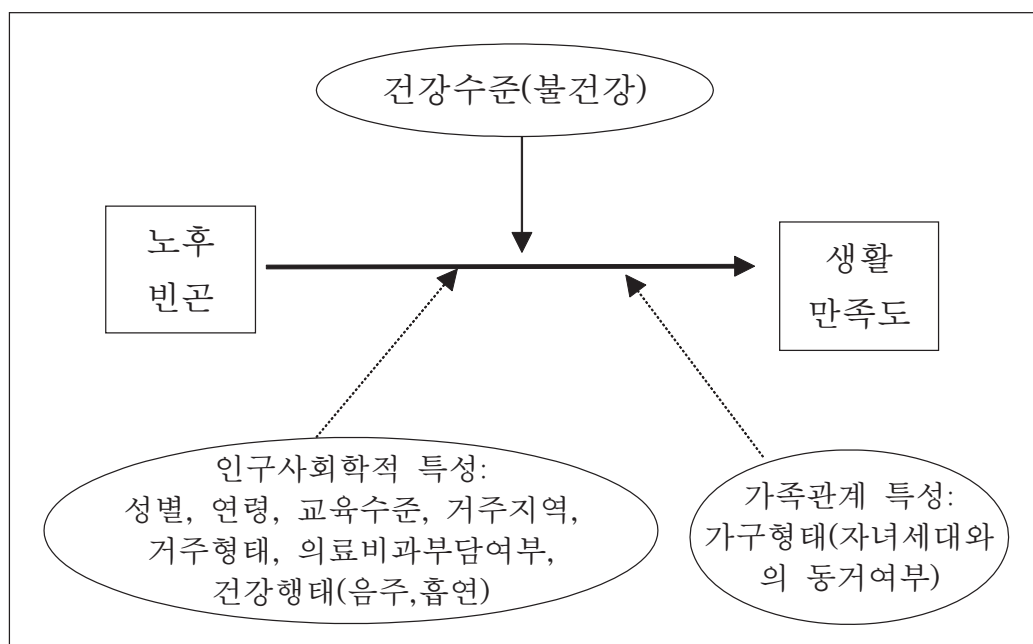 건강수준(불건강)
노후
빈곤
생활
만족도
인구사회학적 특성:
성별, 연령, 교육수준, 거주지역,
거주형태, 의료비과부담여부,
건강행태(음주,흡연)
가족관계 특성:
가구형태(자녀세대와
의 동거여부)